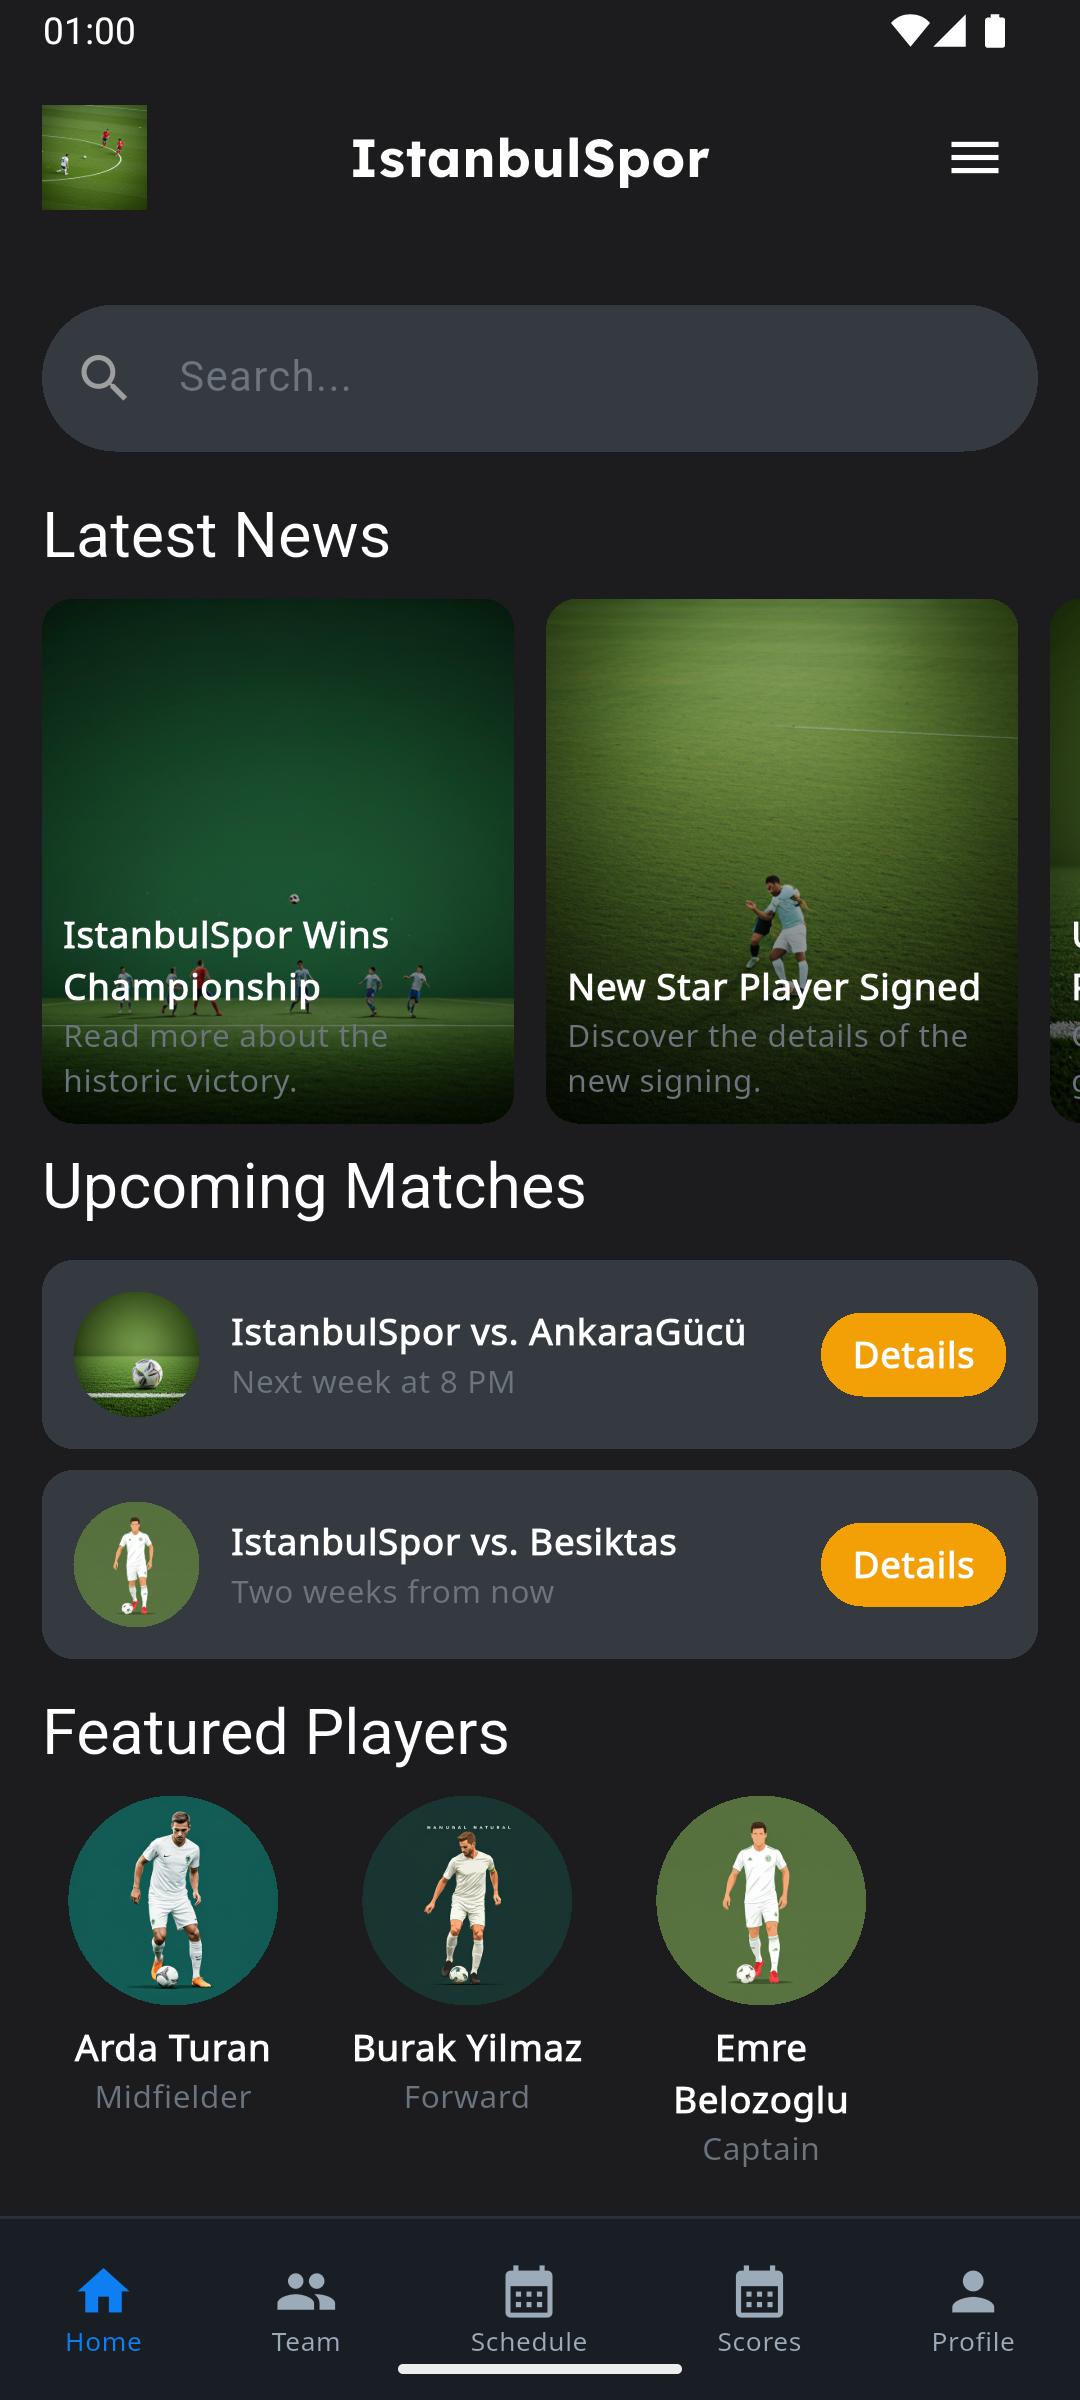 01:00
IstanbulSpor
Search...
Latest News
IstanbulSpor Wins
Championship
Read more about the
historic victory.
New Star Player Signed
Discover the details of the
new signing.
Upcoming Matches
IstanbulSpor vs. AnkaraGücü
Next week at 8 PM
Details
IstanbulSpor vs. Besiktas
Two weeks from now
Details
Featured Players
NANURAL NATURAL
Arda Turan
Midfielder
Burak Yilmaz
Forward
Emre
Belozoglu
Captain
Home
Team
Schedule
Scores
Profile